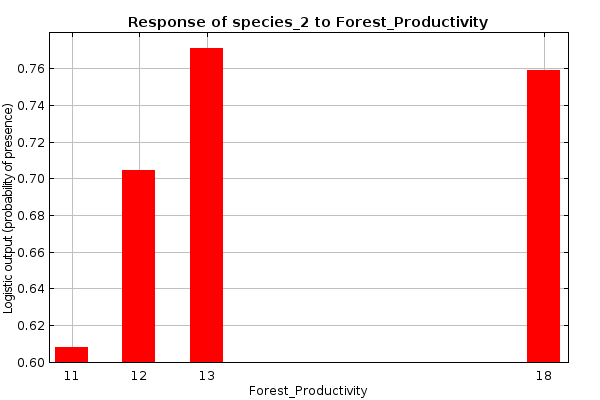 Response of species_2 to Forest_Productivity
Logistic output (probability of presence)
0.76
0.74
0.72
0.70
0.68
0.66
0.64
0.62
0.60
11 12 13 18
Forest_Productivity